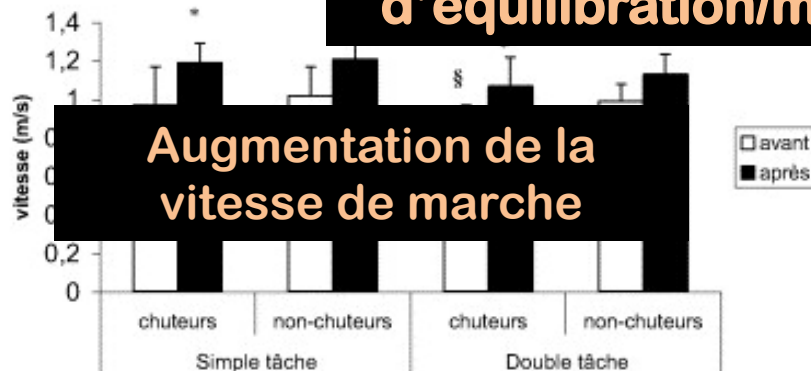 d'équilibration/m
1,4
*
1,2
§
1
vitesse (m/s)
Augmentation de la
vitesse de marche
avant
après
0,2
0
chuteurs non-chuteurs chuteurs non-chuteurs
Simple tâche Double tâche